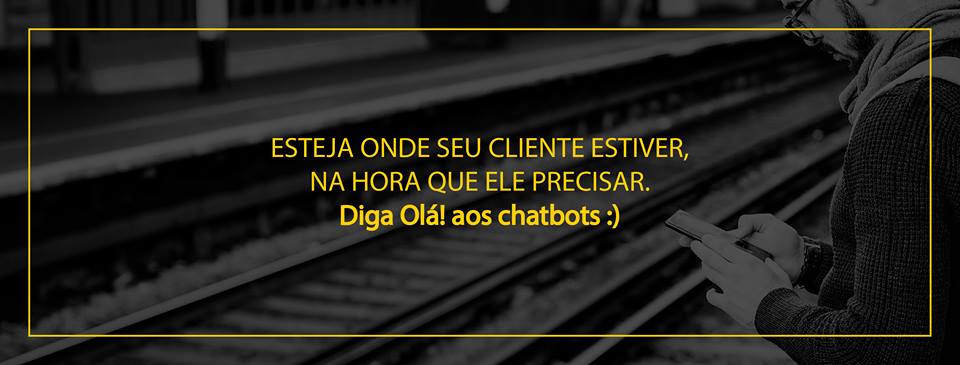 ESTEJA ONDE SEU CLIENTE ESTIVER,
NA HORA QUE ELE PRECISAR.
Diga Olá! aos chatbots :)